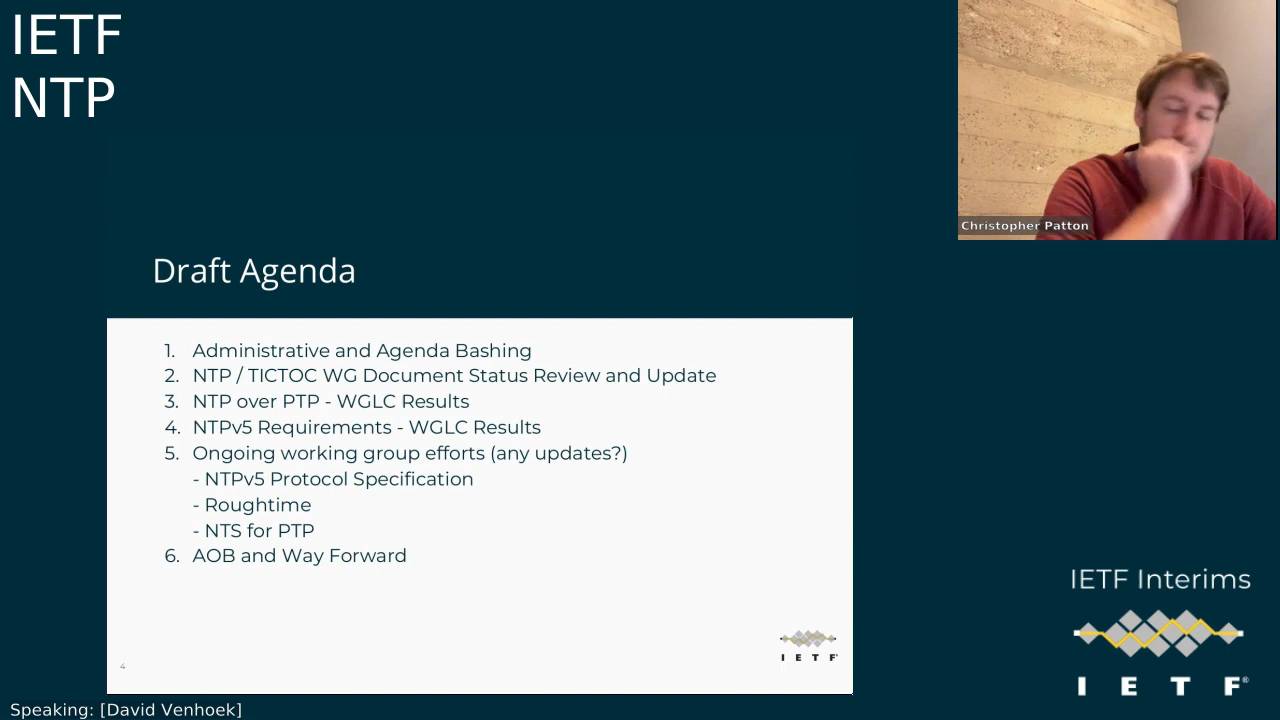 IETF
NTP
Christopher Patton
Draft Agenda
1. Administrative and Agenda Bashing
2. NTP / TICTOC WG Document Status Review and Update
3. NTP over PTP - WGLC Results
4. NTPv5 Requirements - WGLC Results
5. Ongoing working group efforts (any updates?)
- NTPv5 Protocol Specification
- Roughtime
- NTS for PTP
6. AOB and Way Forward
IETF Interims
I E T F®
4
I E T F®
Speaking: [David Venhoek]